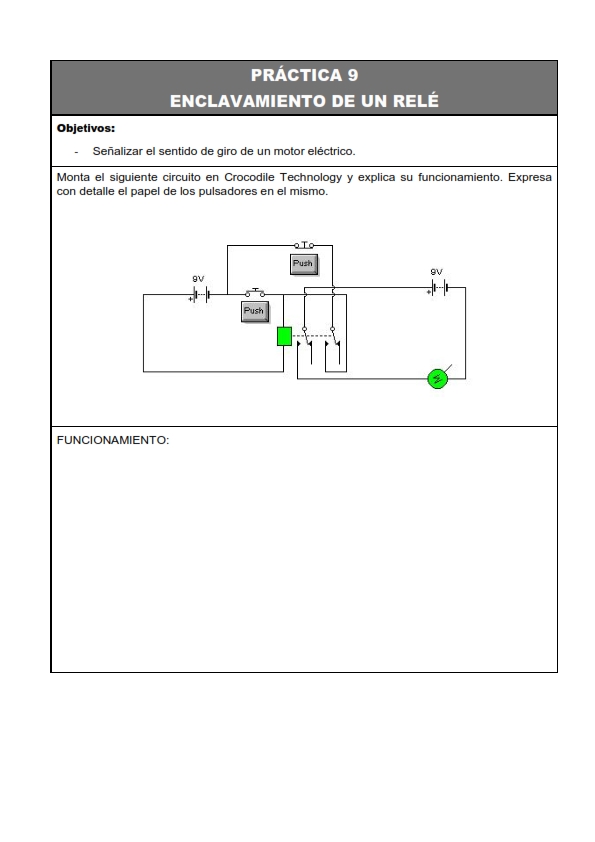 PRÁCTICA 9
ENCLAVAMIENTO DE UN RELÉ
Objetivos:
- Señalizar el sentido de giro de un motor eléctrico.
Monta el siguiente circuito en Crocodile Technology y explica su funcionamiento. Expresa
con detalle el papel de los pulsadores en el mismo.
Push
9V
9V
Push
FUNCIONAMIENTO: